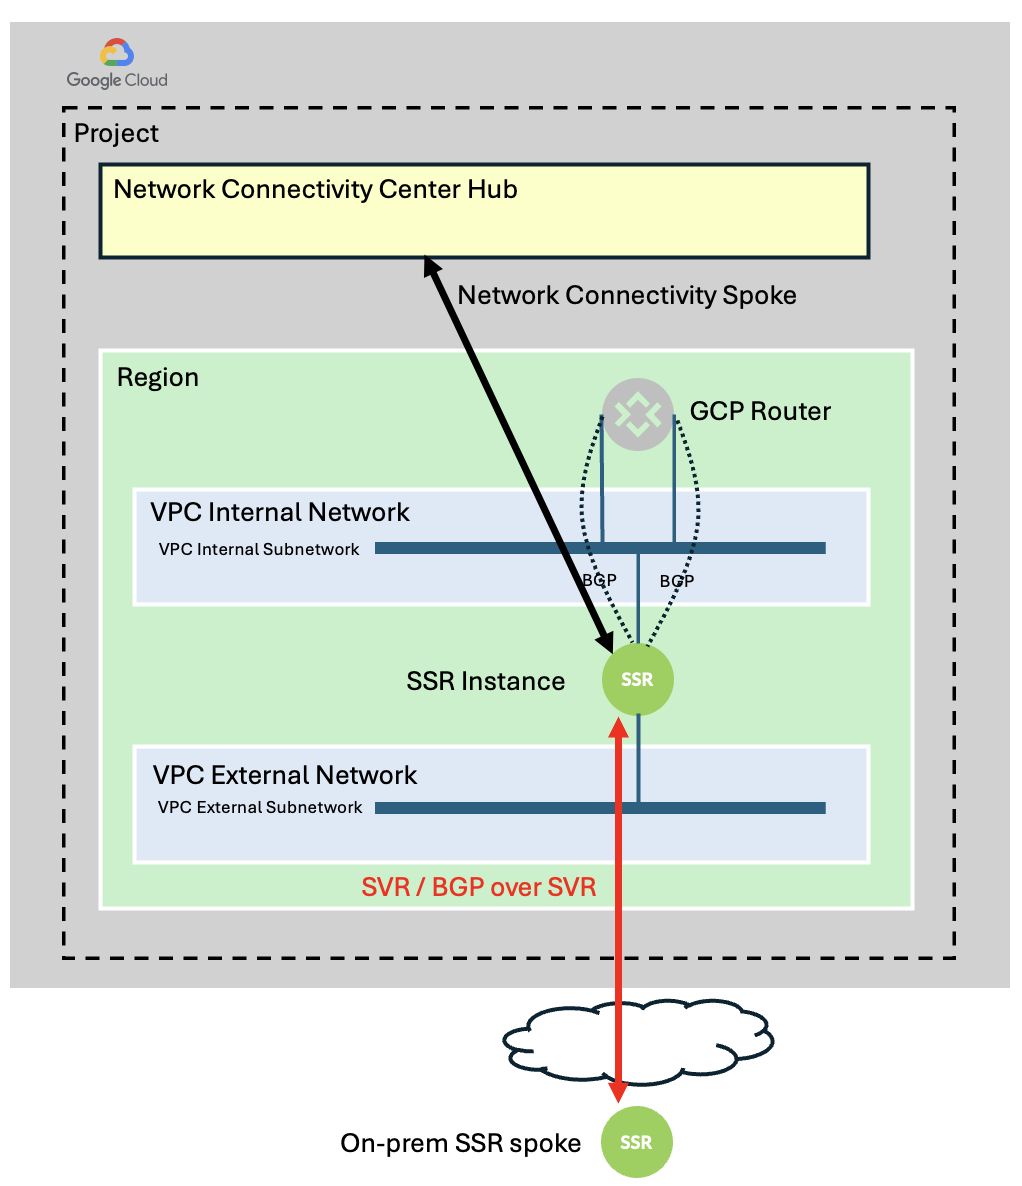 Google Cloud
Project
Network Connectivity Center Hub
Network Connectivity Spoke
Region
GCP Router
VPC Internal Network
VPC Internal Subnetwork
BGP
BGP
SSR Instance
SSR
VPC External Network
VPC External Subnetwork
SVR / BGP over SVR
On-prem SSR spoke
SSR